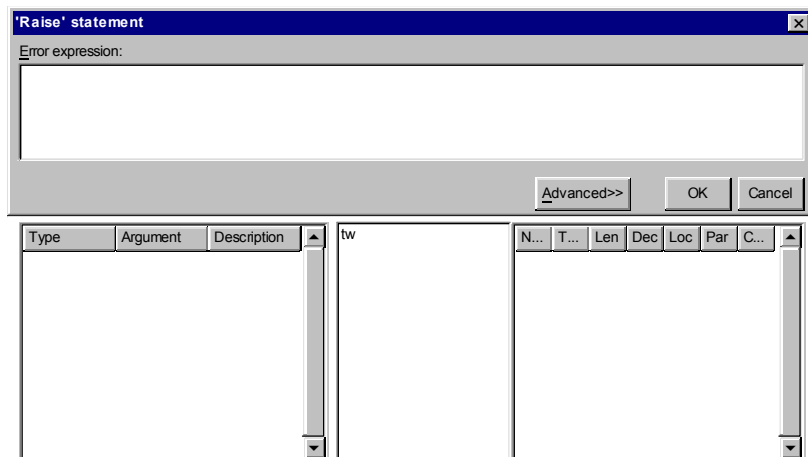 'Raise' statement
Error expression:
Advanced>> OK Cancel
Type Argument Description tw N... T... Len Dec Loc Par C...